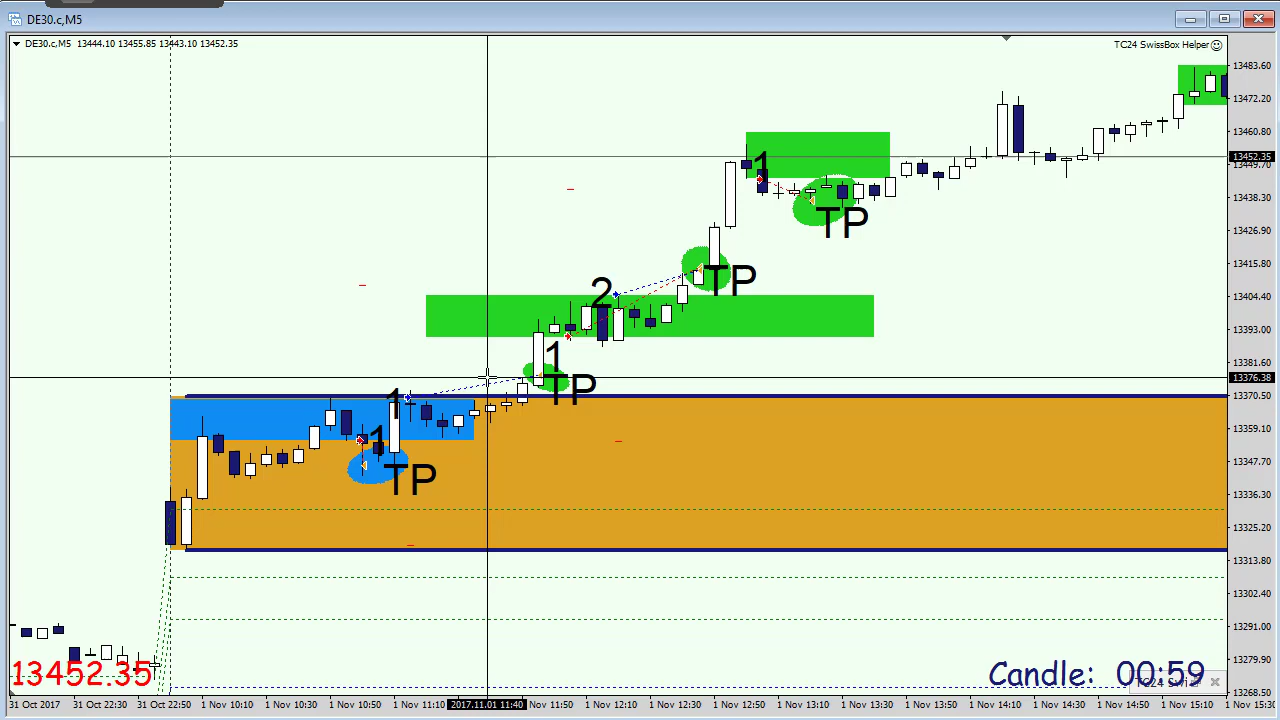 DE30.c,M5
DE30.c,M5 13444.10 13455.85 13443.10 13452.35
TC24 SwissBox Helper
13483.60
13472.20
13460.80
13452.35
13449.70
13438.30
13426.90
13415.80
13404.40
13393.00
13381.60
13376.38
13370.50
13359.10
13347.70
13336.30
13325.20
13313.80
13302.40
13291.00
13279.90
13268.50
1
TP
2
TP
1
TP
1
1
TP
13452.35
Candle: 00:59
31 Oct 2017
31 Oct 22:30
31 Oct 22:50
1 Nov 10:10
1 Nov 10:30
1 Nov 10:50
1 Nov 11:10
2017.11.01 11:40
Nov 11:50
1 Nov 12:10
1 Nov 12:30
1 Nov 12:50
1 Nov 13:10
1 Nov 13:30
1 Nov 13:50
1 Nov 14:10
1 Nov 14:30
1 Nov 14:50
1 Nov 15:10
1 Nov 15:30